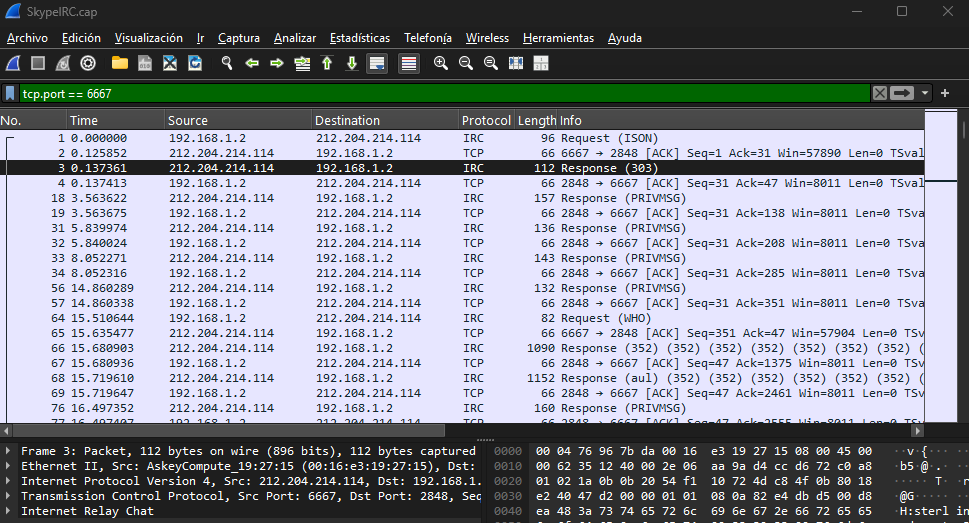 SkypeIRC.cap
Archivo Edición Visualización Ir Captura Analizar Estadísticas Telefonía Wireless Herramientas Ayuda
tcp.port == 6667
No. Time Source Destination Protocol Length Info
1 0.000000 192.168.1.2 212.204.214.114 IRC 96 Request (ISON)
2 0.125852 212.204.214.114 192.168.1.2 TCP 66 6667 → 2848 [ACK] Seq=1 Ack=31 Win=57890 Len=0 TSval
3 0.137361 212.204.214.114 192.168.1.2 IRC 112 Response (303)
4 0.137413 192.168.1.2 212.204.214.114 TCP 66 2848 → 6667 [ACK] Seq=31 Ack=47 Win=8011 Len=0 TSval
18 3.563622 212.204.214.114 192.168.1.2 IRC 157 Response (PRIVMSG)
19 3.563675 192.168.1.2 212.204.214.114 TCP 66 2848 → 6667 [ACK] Seq=31 Ack=138 Win=8011 Len=0 TSva
31 5.839974 212.204.214.114 192.168.1.2 IRC 136 Response (PRIVMSG)
32 5.840024 192.168.1.2 212.204.214.114 TCP 66 2848 → 6667 [ACK] Seq=31 Ack=208 Win=8011 Len=0 TSva
33 8.052271 212.204.214.114 192.168.1.2 IRC 143 Response (PRIVMSG)
34 8.052316 192.168.1.2 212.204.214.114 TCP 66 2848 → 6667 [ACK] Seq=31 Ack=285 Win=8011 Len=0 TSva
56 14.860289 212.204.214.114 192.168.1.2 IRC 132 Response (PRIVMSG)
57 14.860338 192.168.1.2 212.204.214.114 TCP 66 2848 → 6667 [ACK] Seq=31 Ack=351 Win=8011 Len=0 TSva
64 15.510644 192.168.1.2 212.204.214.114 IRC 82 Request (WHO)
65 15.635477 212.204.214.114 192.168.1.2 TCP 66 6667 → 2848 [ACK] Seq=351 Ack=47 Win=57904 Len=0 TSv
66 15.680903 212.204.214.114 192.168.1.2 IRC 1090 Response (352) (352) (352) (352) (352) (352) (352) (
67 15.680936 192.168.1.2 212.204.214.114 TCP 66 2848 → 6667 [ACK] Seq=47 Ack=1375 Win=8011 Len=0 TSv
68 15.719610 212.204.214.114 192.168.1.2 IRC 1152 Response (aul) (352) (352) (352) (352) (352) (352) (
69 15.719647 192.168.1.2 212.204.214.114 TCP 66 2848 → 6667 [ACK] Seq=47 Ack=2461 Win=8011 Len=0 TSv
76 16.497352 212.204.214.114 192.168.1.2 IRC 160 Response (PRIVMSG)
77 16.497407 192.168.1.2 212.204.214.114 TCP 66 2848 → 6667 [ACK] Seq=47 Ack=2555 Win=8011 Len=0 TSv
Frame 3: Packet, 112 bytes on wire (896 bits), 112 bytes captured
Ethernet II, Src: AskeyCompute_19:27:15 (00:16:e3:19:27:15), Dst:
Internet Protocol Version 4, Src: 212.204.214.114, Dst: 192.168.1.
Transmission Control Protocol, Src Port: 6667, Dst Port: 2848, Seq
Internet Relay Chat
0000 00 04 76 96 7b da 00 16 e3 19 27 15 08 00 45 00 ··v·{·
0010 00 62 35 12 40 00 2e 06 aa 9a d4 cc d6 72 c0 a8 ·b5·@·.·
0020 01 02 1a 0b 0b 20 54 f1 10 72 4d c8 4f 0b 80 18 ····· T· ·r
0030 e2 40 47 d2 00 00 01 01 08 0a 82 e4 db d5 00 d8 ·@G·····
0040 ea 48 3a 73 74 65 72 6c 69 6e 67 2e 66 72 65 65 ·H:sterl in